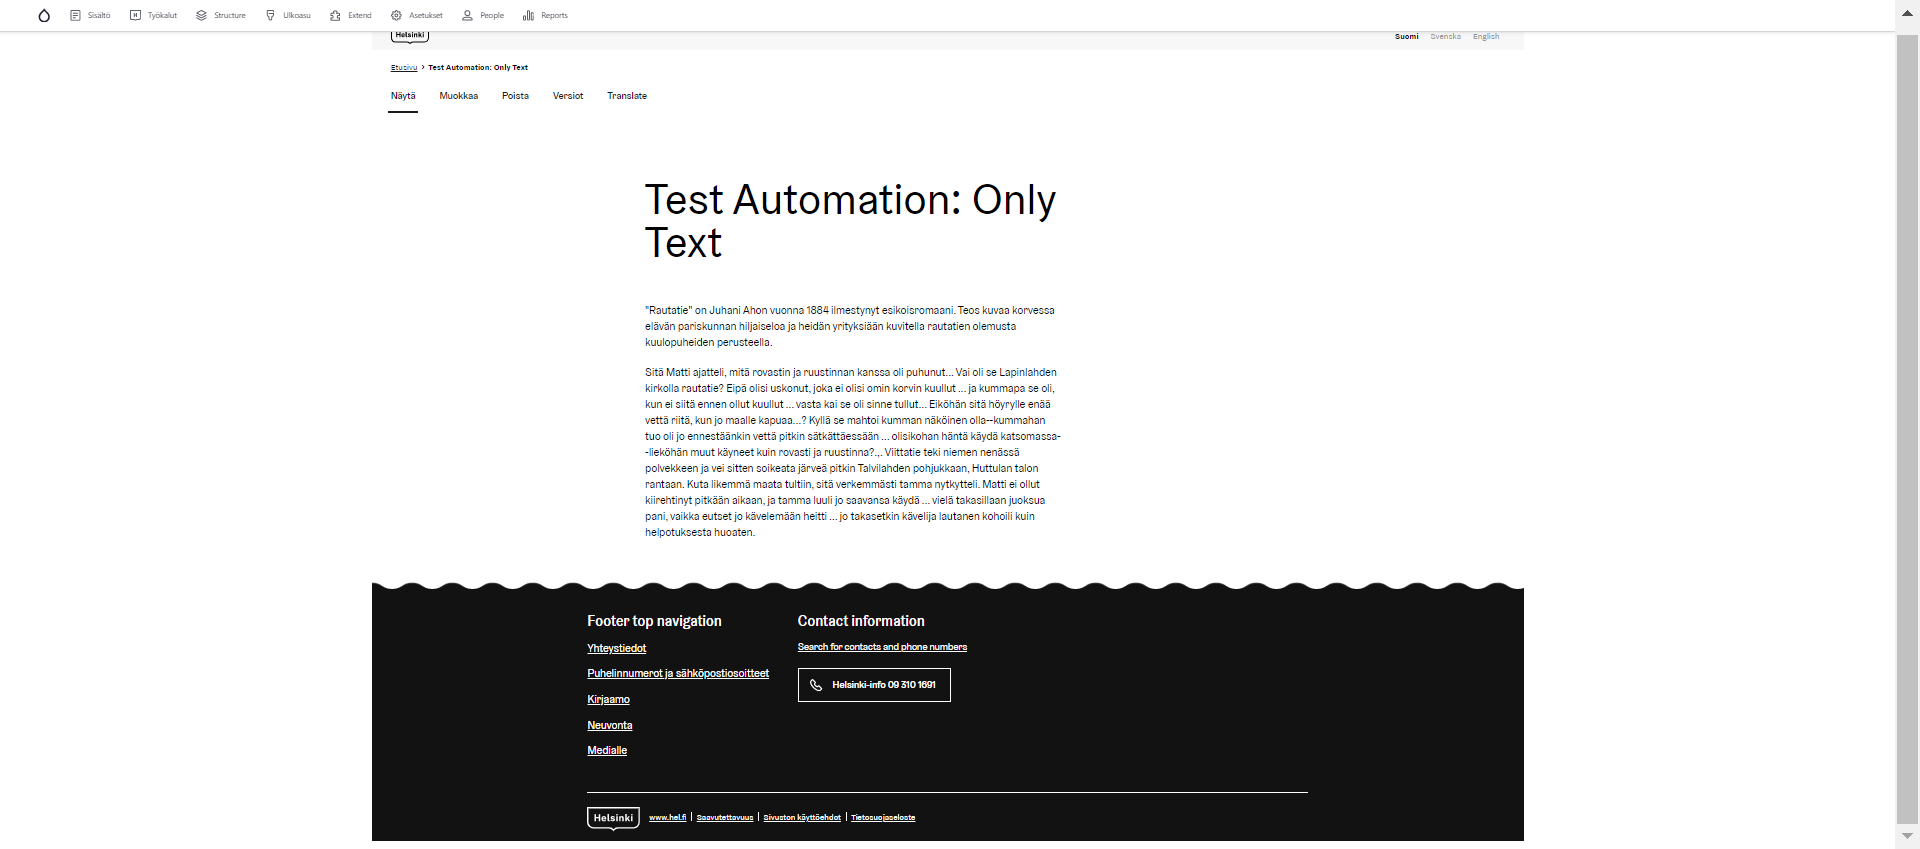 Sisältö Työkalut Structure Ulkoasu Extend Asetukset People Reports
Helsinki Suomi Svenska English
Etusivu › Test Automation: Only Text
Näytä Muokkaa Poista Versiot Translate
Test Automation: Only
Text
"Rautatie" on Juhani Ahon vuonna 1884 ilmestynyt esikoisromaani. Teos kuvaa korvessa
elävän pariskunnan hiljaiseloa ja heidän yrityksiään kuvitella rautatien olemusta
kuulopuheiden perusteella.
Sitä Matti ajatteli, mitä rovastin ja ruustinnan kanssa oli puhunut... Vai oli se Lapinlahden
kirkolla rautatie? Eipä olisi uskonut, joka ei olisi omin korvin kuullut ... ja kummapa se oli,
kun ei siitä ennen ollut kuullut ... vasta kai se oli sinne tullut... Eiköhän sitä höyrylle enää
vettä riitä, kun jo maalle kapuaa...? Kyllä se mahtoi kumman näköinen olla--kummahan
tuo oli jo ennestäänkin vettä pitkin sätkättäessään ... olisikohan häntä käydä katsomassa-
-lieköhän muut käyneet kuin rovasti ja ruustinna?.,. Viittatie teki niemen nenässä
polvekkeen ja vei sitten soikeata järveä pitkin Talvilahden pohjukkaan, Huttulan talon
rantaan. Kuta likemmä maata tultiin, sitä verkemmästi tamma nytkytteli. Matti ei ollut
kiirehtinyt pitkään aikaan, ja tamma luuli jo saavansa käydä ... vielä takasillaan juoksua
pani, vaikka eutset jo kävelemään heitti ... jo takasetkin kävelijä lautanen kohoili kuin
helpotuksesta huoaten.
Footer top navigation
Yhteystiedot
Puhelinnumerot ja sähköpostiosoitteet
Kirjaamo
Neuvonta
Medialle
Contact information
Search for contacts and phone numbers
Helsinki-info 09 310 1691
Helsinki www.hel.fi | Saavutettavuus | Sivuston käyttöehdot | Tietosuojaseloste